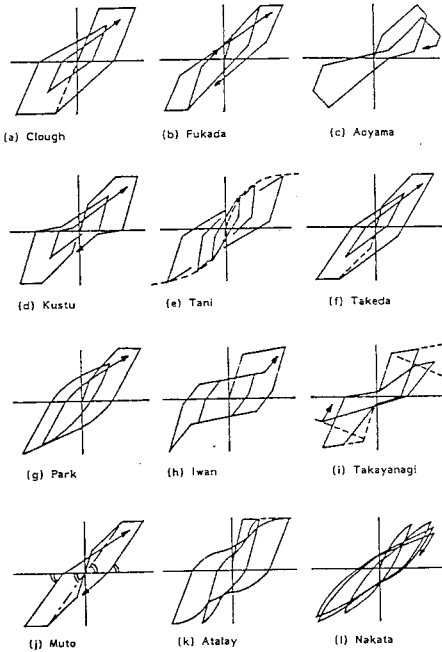 (a) Clough
(b) Fukada
(c) Aoyama
(d) Kustu
(e) Tani
(f) Takeda
(g) Park
(h) Iwan
(i) Takayanagi
(j) Muto
(k) Atalay
(l) Nakata